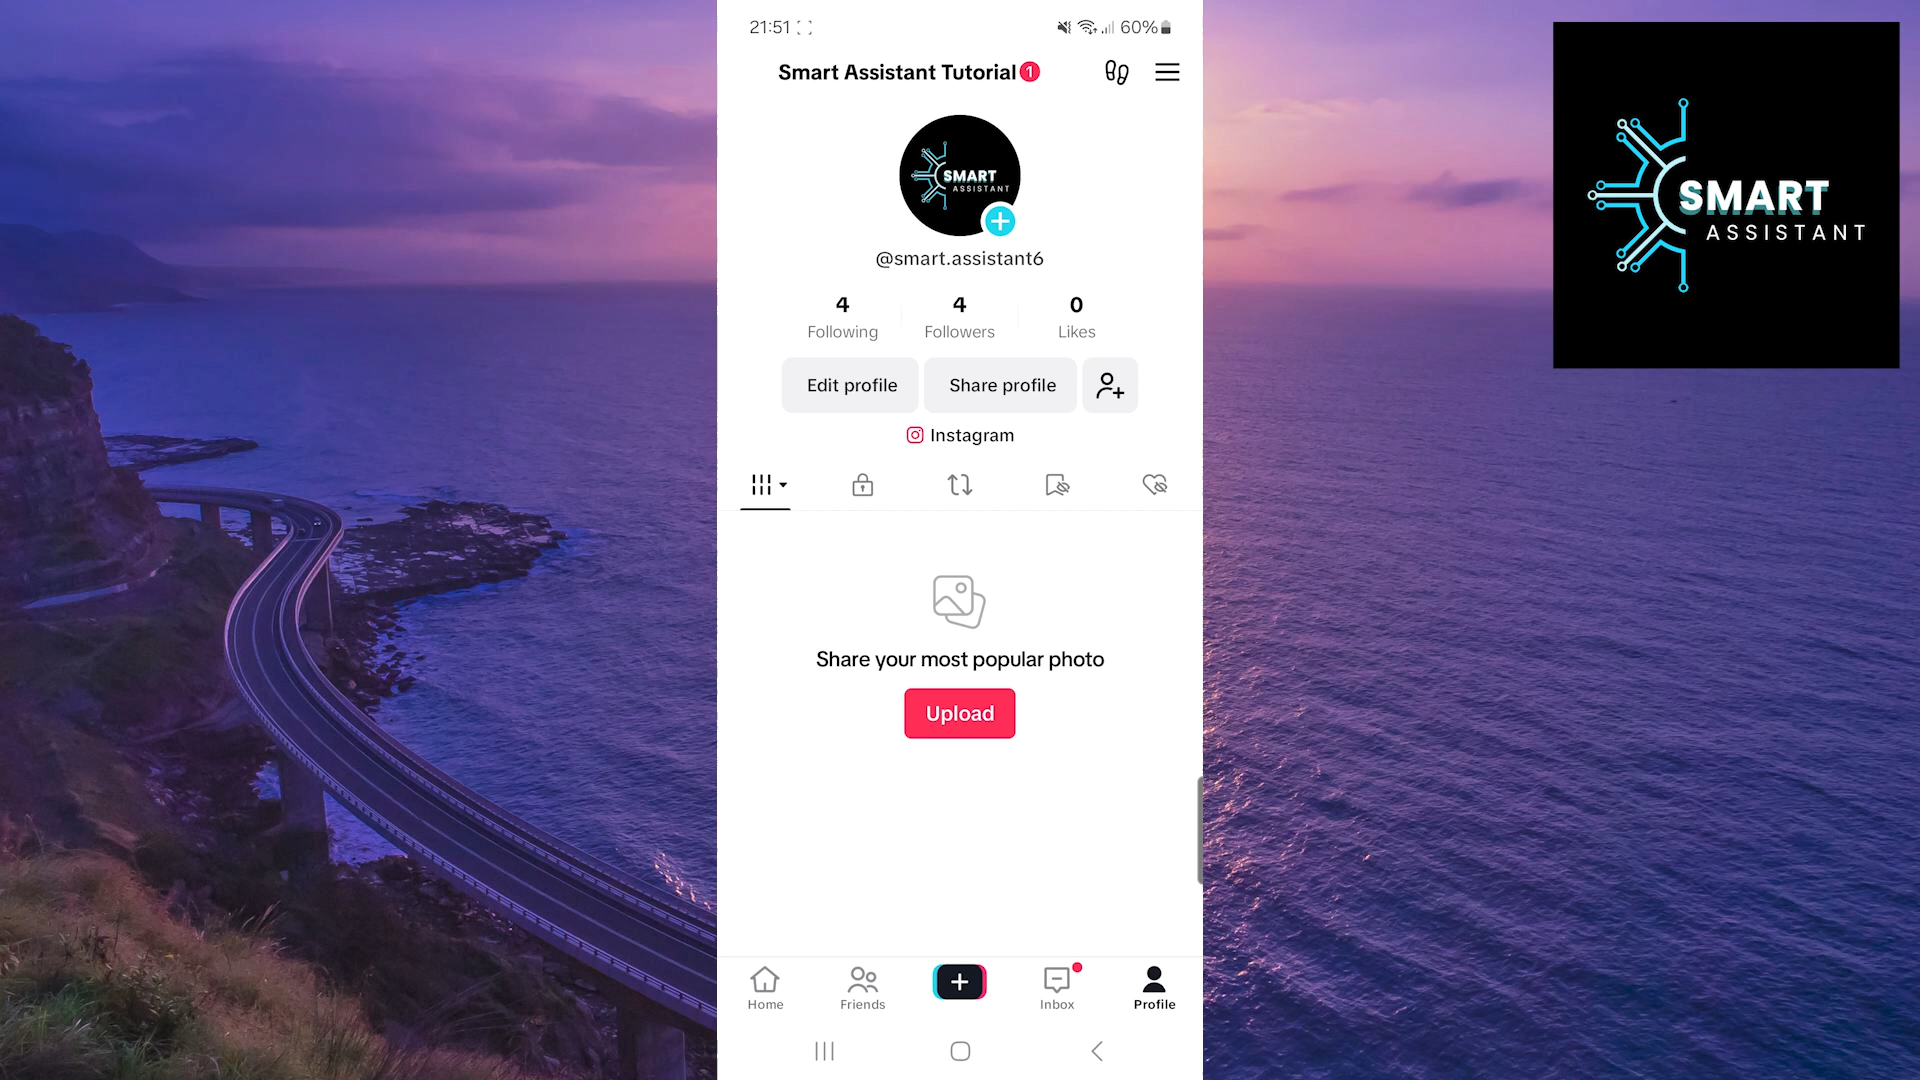 21:51
60%
Smart Assistant Tutorial 1
SMART
ASSISTANT
@smart.assistant6
4 4 0
Following Followers Likes
Edit profile Share profile
Instagram
Share your most popular photo
Upload
Home Friends Inbox Profile
SMART
ASSISTANT